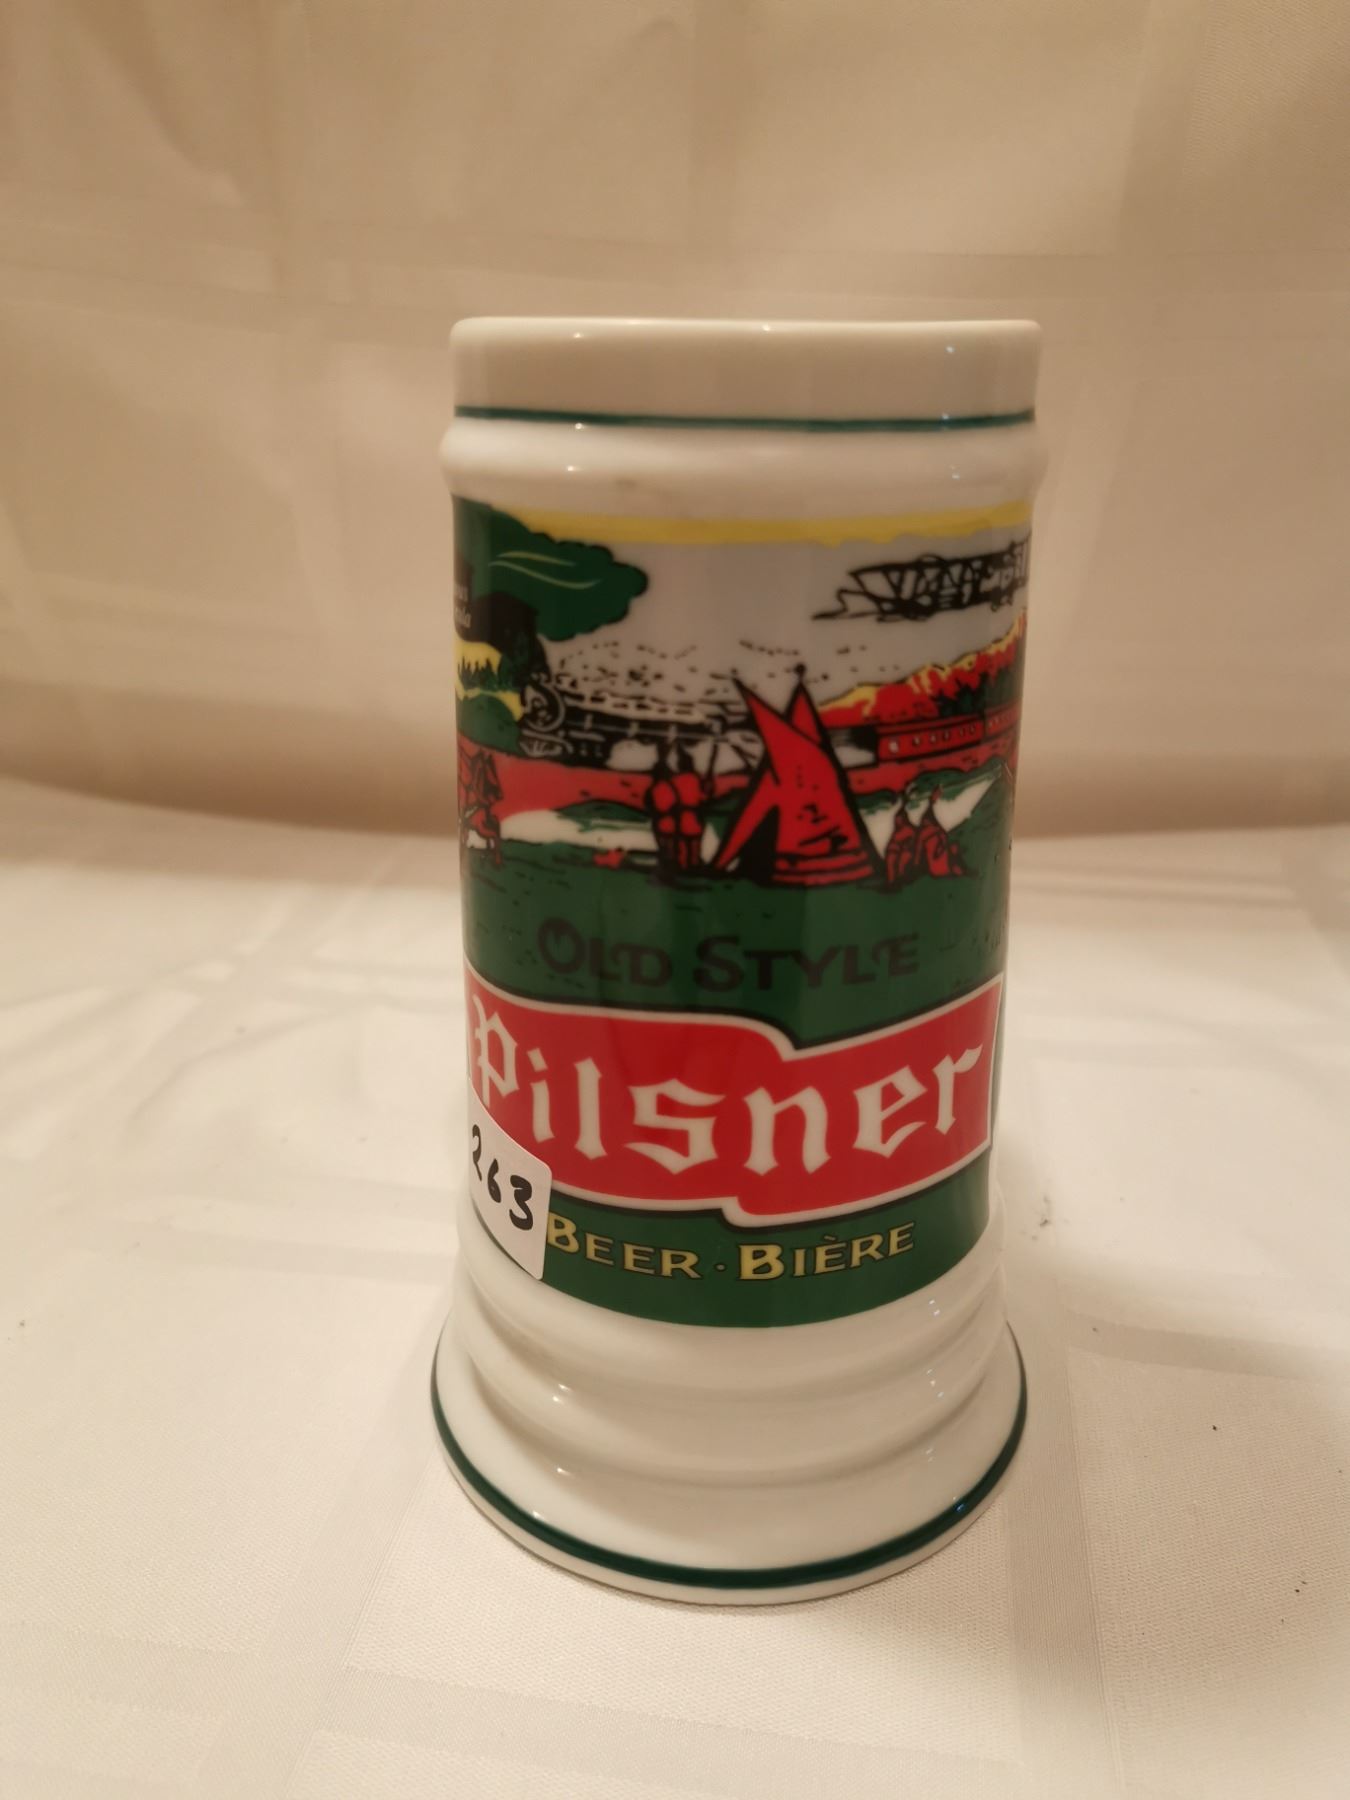 OLD STYLE
Pilsner
263
BEER · BIÈRE